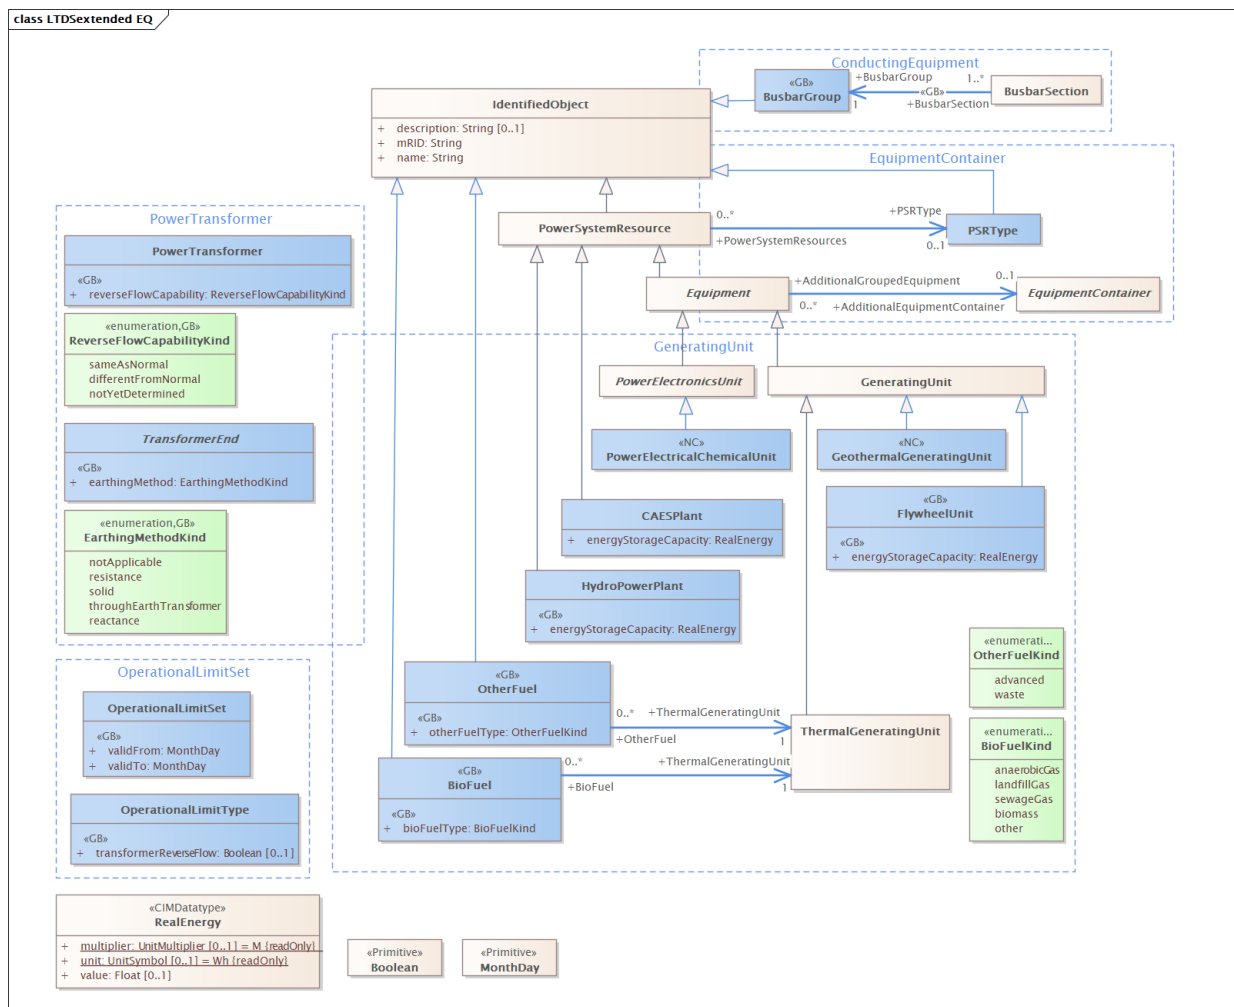 class LTDSextended EQ
ConductingEquipment
«GB»
BusbarGroup
+BusbarGroup
1..*
«GB»
1
+BusbarSection
BusbarSection
IdentifiedObject
+ description: String [0..1]
+ mRID: String
+ name: String
EquipmentContainer
PowerSystemResource
0..*
+PSRType
+PowerSystemResources
0..1
PSRType
Equipment
+AdditionalGroupedEquipment
0..1
0..*
+AdditionalEquipmentContainer
EquipmentContainer
PowerTransformer
PowerTransformer
«GB»
+ reverseFlowCapability: ReverseFlowCapabilityKind
«enumeration,GB»
ReverseFlowCapabilityKind
sameAsNormal
differentFromNormal
notYetDetermined
TransformerEnd
«GB»
+ earthingMethod: EarthingMethodKind
«enumeration,GB»
EarthingMethodKind
notApplicable
resistance
solid
throughEarthTransformer
reactance
GeneratingUnit
PowerElectronicsUnit
GeneratingUnit
«NC»
PowerElectricalChemicalUnit
«NC»
GeothermalGeneratingUnit
«GB»
FlywheelUnit
«GB»
+ energyStorageCapacity: RealEnergy
CAESPlant
+ energyStorageCapacity: RealEnergy
HydroPowerPlant
«GB»
+ energyStorageCapacity: RealEnergy
«GB»
OtherFuel
«GB»
+ otherFuelType: OtherFuelKind
0..*
+ThermalGeneratingUnit
+OtherFuel
1
ThermalGeneratingUnit
«GB»
BioFuel
«GB»
+ bioFuelType: BioFuelKind
0..*
+ThermalGeneratingUnit
+BioFuel
1
«enumerati...
OtherFuelKind
advanced
waste
«enumerati...
BioFuelKind
anaerobicGas
landfillGas
sewageGas
biomass
other
OperationalLimitSet
OperationalLimitSet
«GB»
+ validFrom: MonthDay
+ validTo: MonthDay
OperationalLimitType
«GB»
+ transformerReverseFlow: Boolean [0..1]
«CIMDatatype»
RealEnergy
+ multiplier: UnitMultiplier [0..1] = M {readOnly}
+ unit: UnitSymbol [0..1] = Wh {readOnly}
+ value: Float [0..1]
«Primitive»
Boolean
«Primitive»
MonthDay